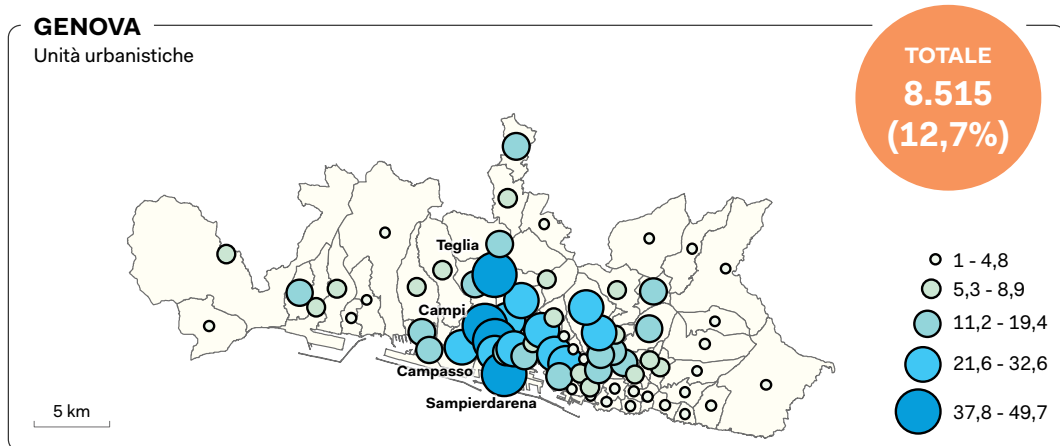 GENOVA
Unità urbanistiche
TOTALE
8.515
(12,7%)
Teglia
Campi
Campasso
Sampierdarena
5 km
1 - 4,8
5,3 - 8,9
11,2 - 19,4
21,6 - 32,6
37,8 - 49,7